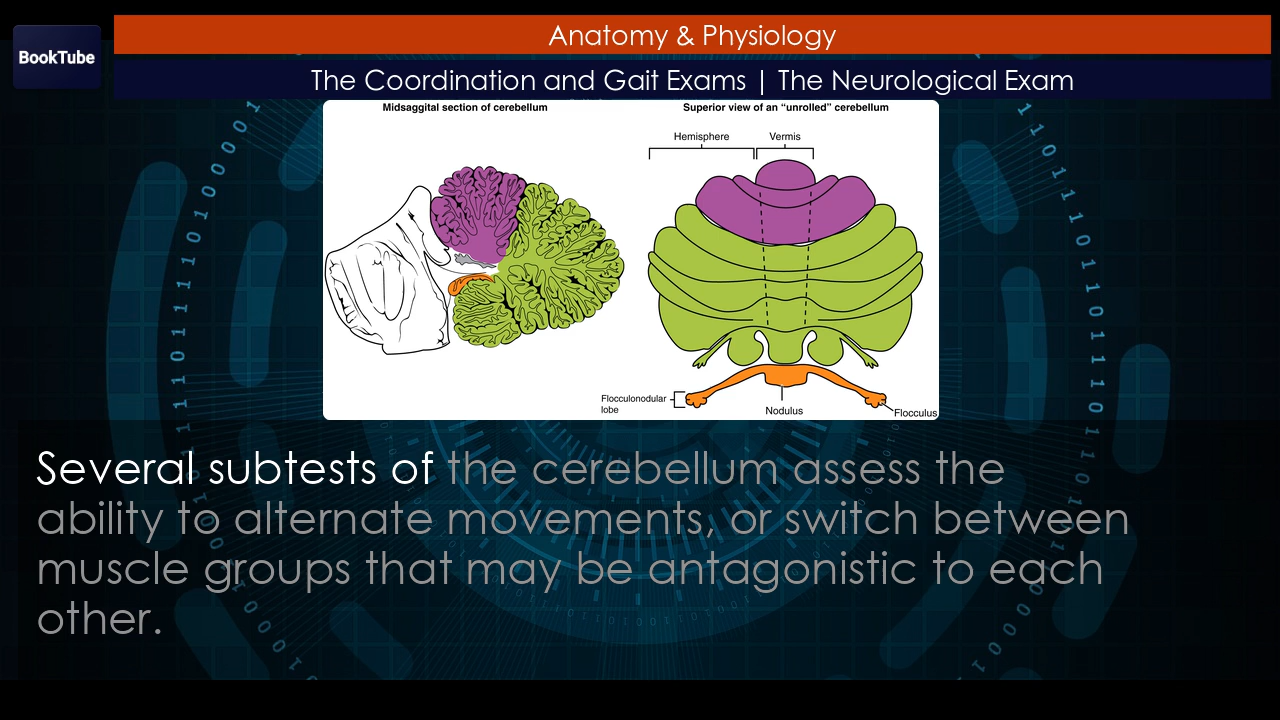 BookTube
Anatomy & Physiology
The Coordination and Gait Exams | The Neurological Exam
Midsaggital section of cerebellum
Superior view of an “unrolled” cerebellum
Hemisphere
Vermis
Flocculonodular
lobe
Nodulus
Flocculus
Several subtests of the cerebellum assess the
ability to alternate movements, or switch between
muscle groups that may be antagonistic to each
other.